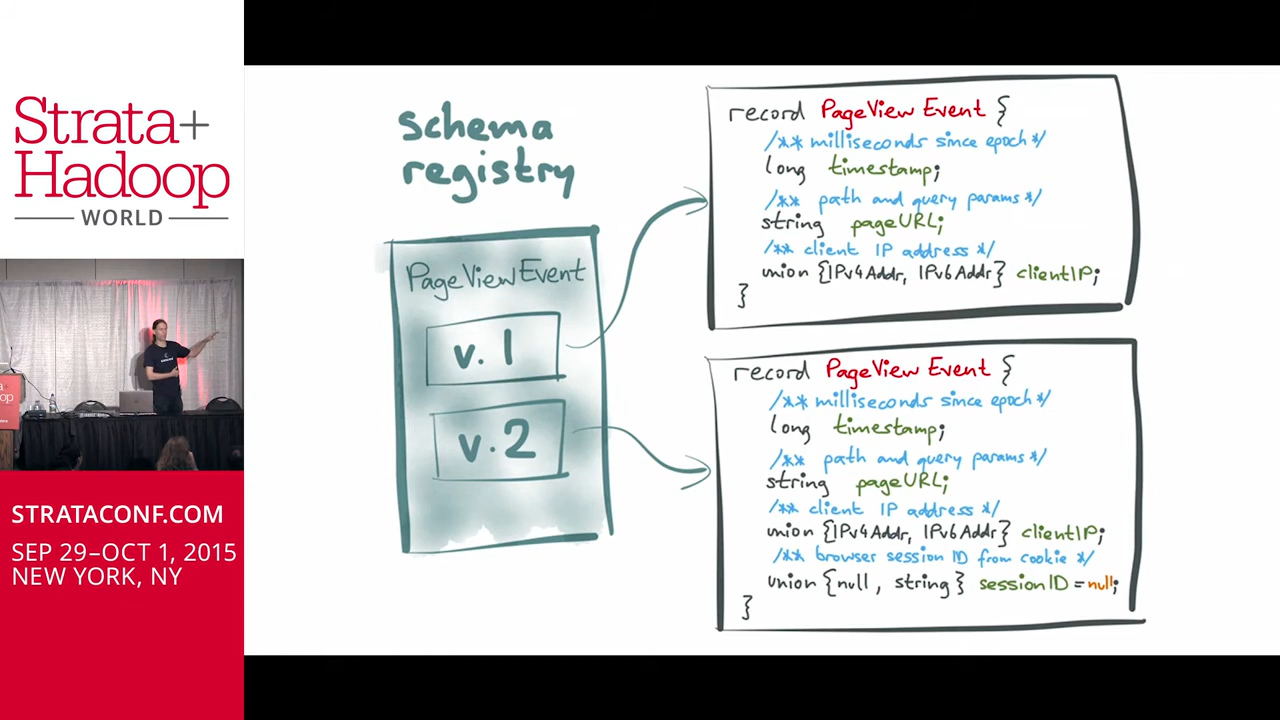 Strata+
Hadoop
WORLD
STRATACONF.COM
SEP 29–OCT 1, 2015
NEW YORK, NY
schema
registry
PageViewEvent
v. 1
v. 2
record PageView Event {
/** milliseconds since epoch */
long timestamp;
/** path and query params */
string pageURL;
/** client IP address */
union {IPv4Addr, IPv6Addr} clientIP;
}
record PageView Event {
/** milliseconds since epoch */
long timestamp;
/** path and query params */
string pageURL;
/** client IP address */
union {IPv4Addr, IPv6Addr} clientIP;
/** browser session ID from cookie */
union {null, string} sessionID = null;
}